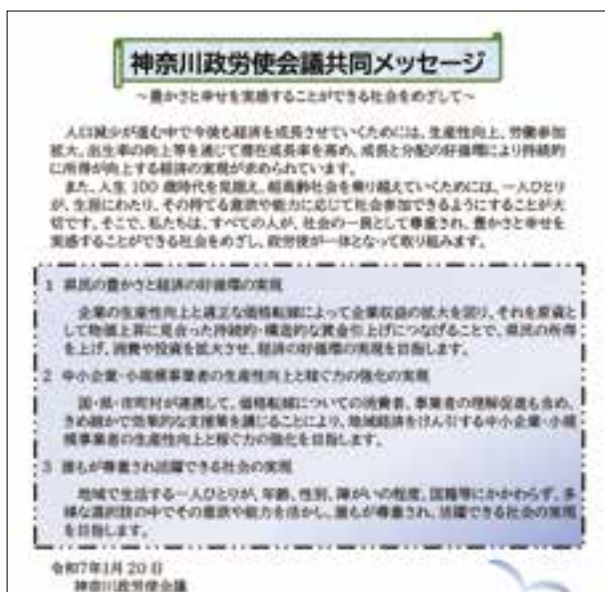 神奈川政労使会議共同メッセージ
～豊かさと幸せを実感することができる社会をめざして～
人口減少が進む中で今後も経済を成長させていくためには、生産性向上、労働参加
拡大、出生率の向上等を通じて潜在成長率を高め、成長と分配の好循環により持続的
に所得が向上する経済の実現が求められています。
また、人生 100 歳時代を見据え、超高齢社会を乗り越えていくためには、一人ひとり
が、生涯にわたり、その持てる意欲や能力に応じて社会参加できるようにすることが大
切です。そこで、私たちは、すべての人が、社会の一員として尊重され、豊かさと幸せを
実感することができる社会をめざし、政労使が一体となって取り組みます。
1 県民の豊かさと経済の好循環の実現
企業の生産性向上と適正な価格転嫁によって企業収益の拡大を図り、それを原資と
して物価上昇に見合った持続的・構造的な賃金引上げにつなげることで、県民の所得
を上げ、消費や投資を拡大させ、経済の好循環の実現を目指します。
2 中小企業・小規模事業者の生産性向上と稼ぐ力の強化の実現
国・県・市町村が連携して、価格転嫁についての消費者、事業者の理解促進も含め、
きめ細かで効果的な支援策を講じることにより、地域経済をけん引する中小企業・小規
模事業者の生産性向上と稼ぐ力の強化を目指します。
3 誰もが尊重され活躍できる社会の実現
地域で生活する一人ひとりが、年齢、性別、障がいの程度、国籍等にかかわらず、多
様な選択肢の中でその意欲や能力を活かし、誰もが尊重され、活躍できる社会の実現
を目指します。
令和7年1月 20 日
神奈川政労使会議